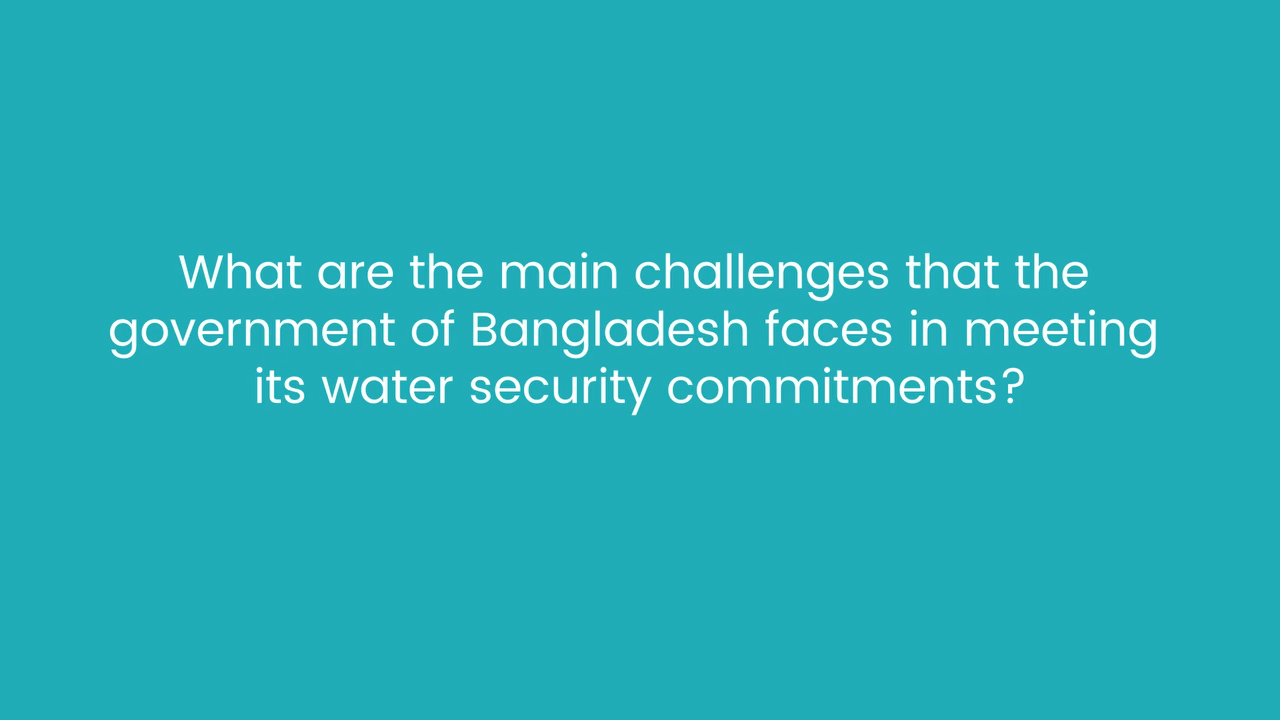 What are the main challenges that the
government of Bangladesh faces in meeting
its water security commitments?